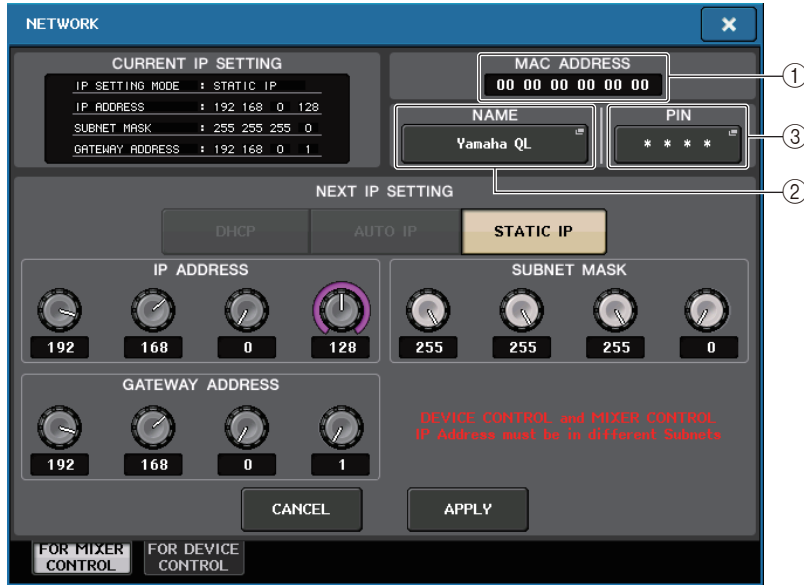 NETWORK
×
CURRENT IP SETTING
IP SETTING MODE : STATIC IP
IP ADDRESS : 192 168 0 128
SUBNET MASK : 255 255 255 0
GATEWAY ADDRESS : 192 168 0 1
MAC ADDRESS
00 00 00 00 00 00
①
NAME
Yamaha QL
PIN
* * * *
③
②
NEXT IP SETTING
DHCP
AUTO IP
STATIC IP
IP ADDRESS
192 168 0 128
SUBNET MASK
255 255 255 0
GATEWAY ADDRESS
192 168 0 1
DEVICE CONTROL and MIXER CONTROL
IP Address must be in different Subnets
CANCEL
APPLY
FOR MIXER
CONTROL
FOR DEVICE
CONTROL